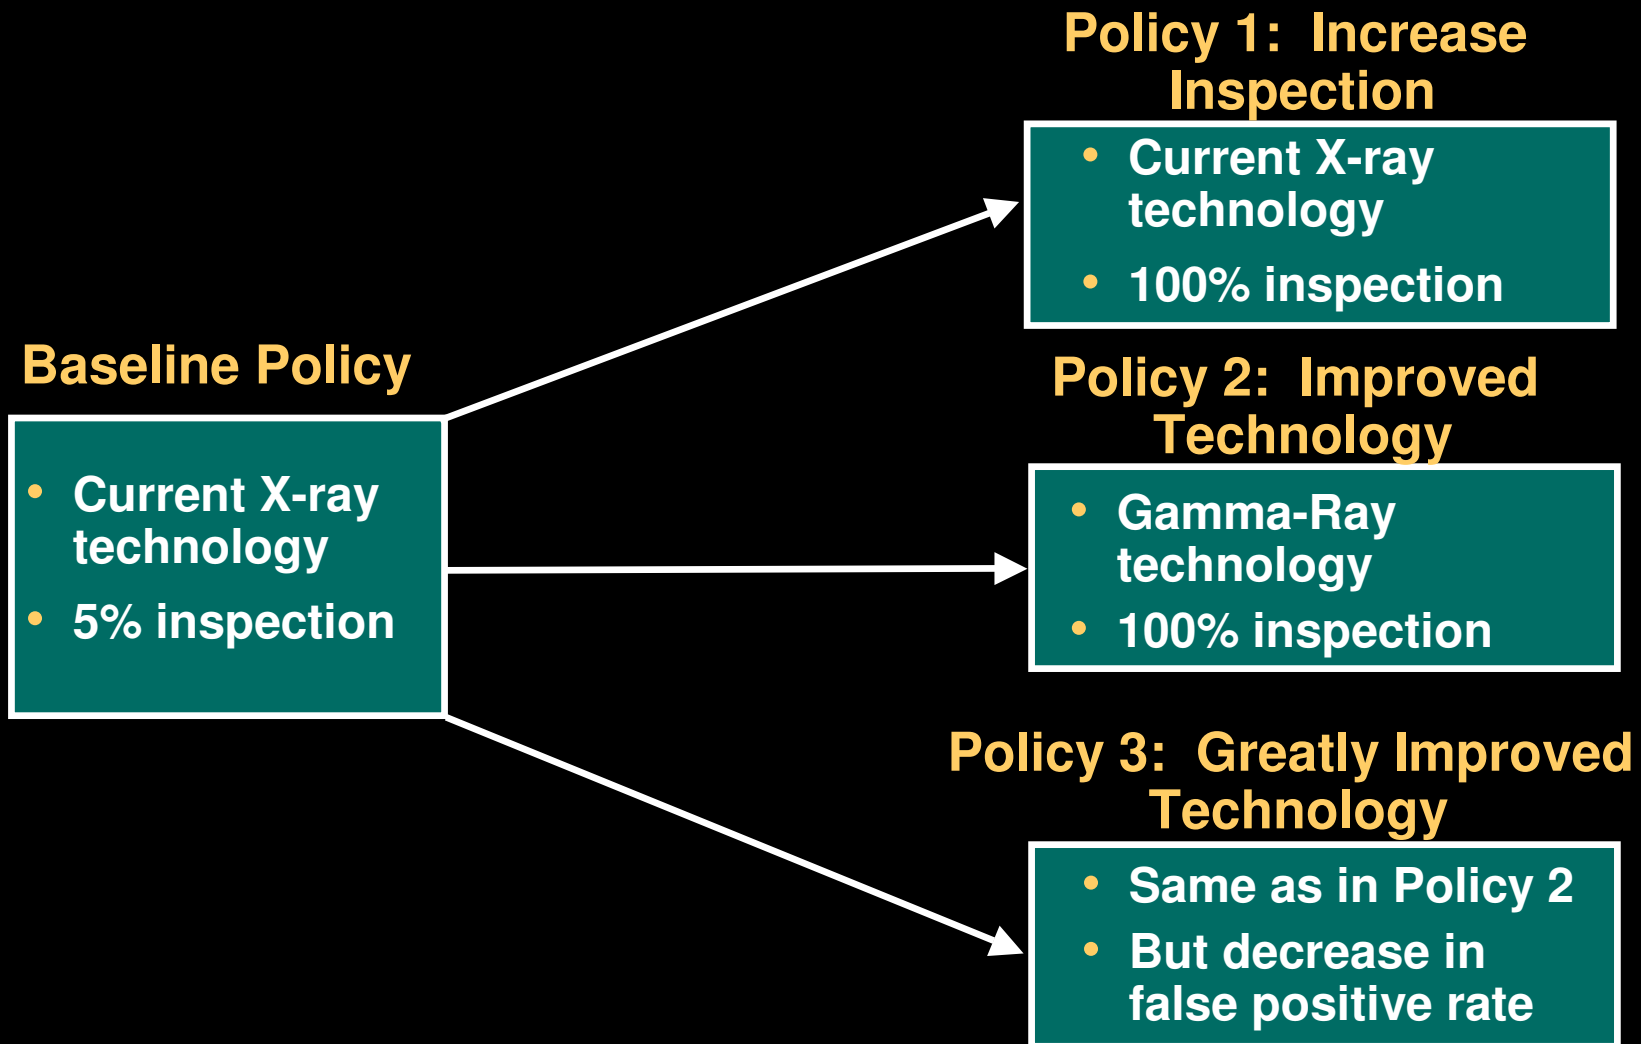 Policy 1: Increase
Inspection
• Current X-ray
technology
• 100% inspection
Baseline Policy
• Current X-ray
technology
• 5% inspection
Policy 2: Improved
Technology
• Gamma-Ray
technology
• 100% inspection
Policy 3: Greatly Improved
Technology
• Same as in Policy 2
• But decrease in
false positive rate